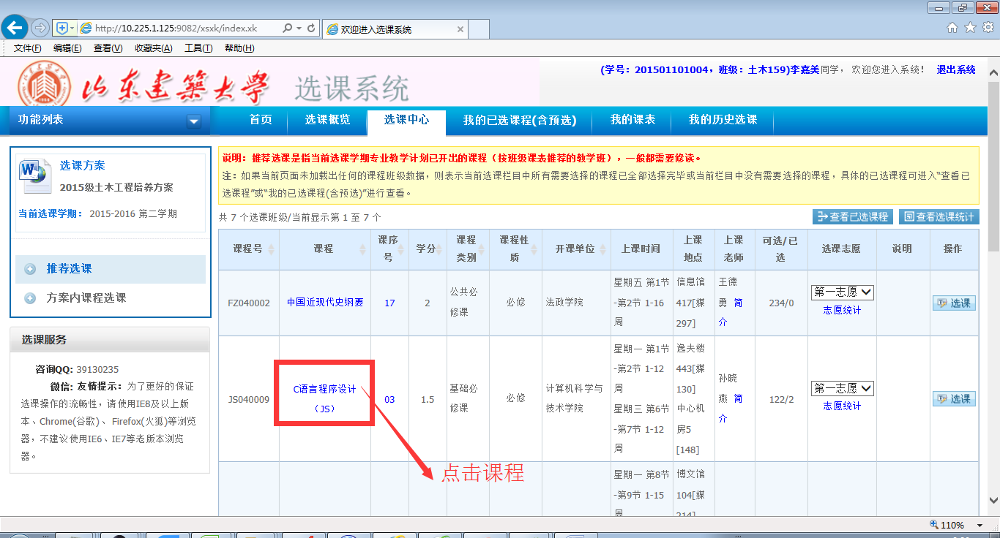 http://10.225.1.125:9082/xsxk/index.xk
欢迎进入选课系统
文件(F) 编辑(E) 查看(V) 收藏夹(A) 工具(T) 帮助(H)
山东建筑大学 选课系统
(学号：201501101004，班级：土木159)李嘉美同学， 欢迎您进入系统！ 退出系统
功能列表
首页 选课概览 选课中心 我的已选课程(含预选) 我的课表 我的历史选课
选课方案
2015级土木工程培养方案
当前选课学期： 2015-2016 第二学期
推荐选课
方案内课程选课
选课服务
咨询QQ: 39130235
微信: 友情提示：为了更好的保证
选课操作的流畅性，请使用IE8及以上版
本、Chrome(谷歌)、Firefox(火狐)等浏览
器，不建议使用IE6、IE7等老版本浏览
器。
说明：推荐选课是指当前选课学期专业教学计划已开出的课程（按班级课表推荐的教学班），一般都需要修读。
注：如果当前页面未加载出任何的课程班级数据，则表示当前选课栏目中所有需要选择的课程已全部选择完毕或当前栏目中没有需要选择的课程，具体的已选课程可进入“查看已
选课程”或“我的已选课程(含预选)”进行查看。
共 7 个选课班级/当前显示第 1 至 7 个
查看已选课程 查看选课统计
课程号 课程 课序号 学分 课程类别 课程性质 开课单位 上课时间 上课地点 上课老师 可选/已选 选课志愿 说明 操作
FZ040002 中国近现代史纲要 17 2 公共必修课 必修 法政学院 星期五 第1节-第2节 1-16周 信息馆417[媒297] 王德勇 简介 234/0 第一志愿 志愿统计 选课
JS040009 C语言程序设计（JS） 03 1.5 基础必修课 必修 计算机科学与技术学院 星期一 第1节-第2节 1-12周 星期三 第6节-第7节 1-12周 逸夫楼443[媒130] 中心机房5[148] 孙晓燕 简介 122/2 第一志愿 志愿统计 选课
点击课程
星期一 第8节-第9节 1-15周 博文馆104[媒214]
110%